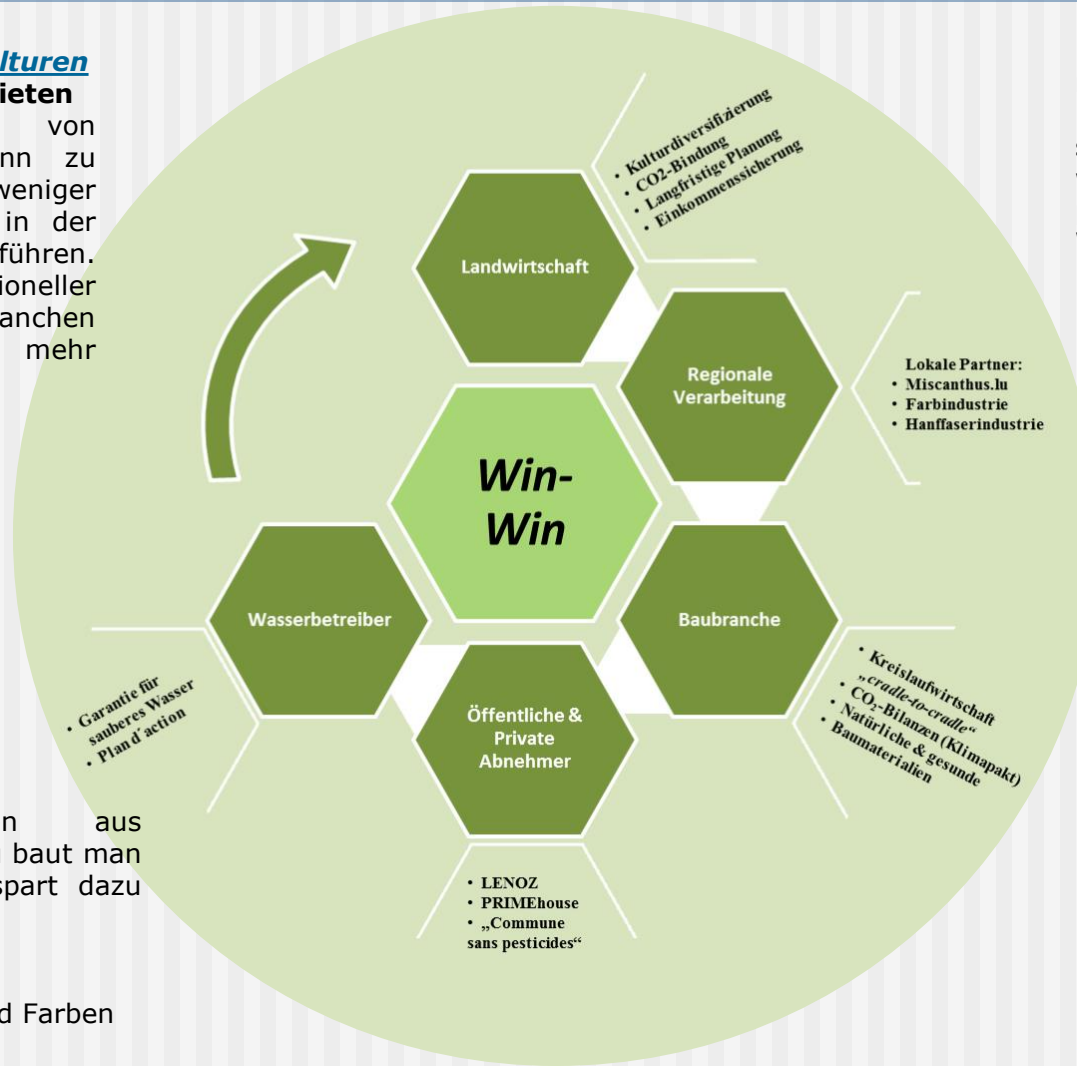 lturen
ieten
von
nn zu
weniger
in der
führen.
ioneller
anchen
mehr
n aus
baut man
spart dazu
d Farben
• Kulturdiversifizierung
• CO2-Bindung
• Langfristige Planung
• Einkommenssicherung
Landwirtschaft
Regionale
Verarbeitung
Lokale Partner:
• Miscanthus.lu
• Farbindustrie
• Hanffaserindustrie
Win-
Win
Baubranche
• Kreislaufwirtschaft
„cradle-to-cradle“
• CO₂-Bilanzen (Klimapakt)
• Natürliche & gesunde
Baumaterialien
Öffentliche &
Private
Abnehmer
• LENOZ
• PRIMEhouse
• „Commune
sans pesticides“
Wasserbetreiber
• Garantie für
sauberes Wasser
• Plan d´action